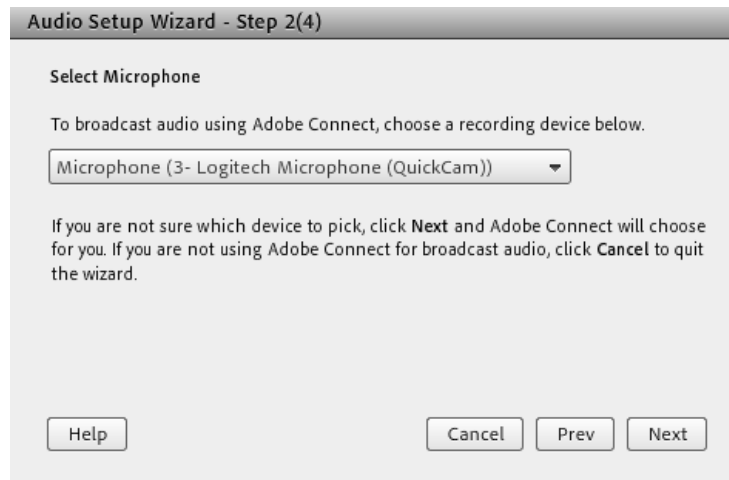 Audio Setup Wizard - Step 2(4)
Select Microphone
To broadcast audio using Adobe Connect, choose a recording device below.
Microphone (3- Logitech Microphone (QuickCam))
If you are not sure which device to pick, click Next and Adobe Connect will choose
for you. If you are not using Adobe Connect for broadcast audio, click Cancel to quit
the wizard.
Help Cancel Prev Next